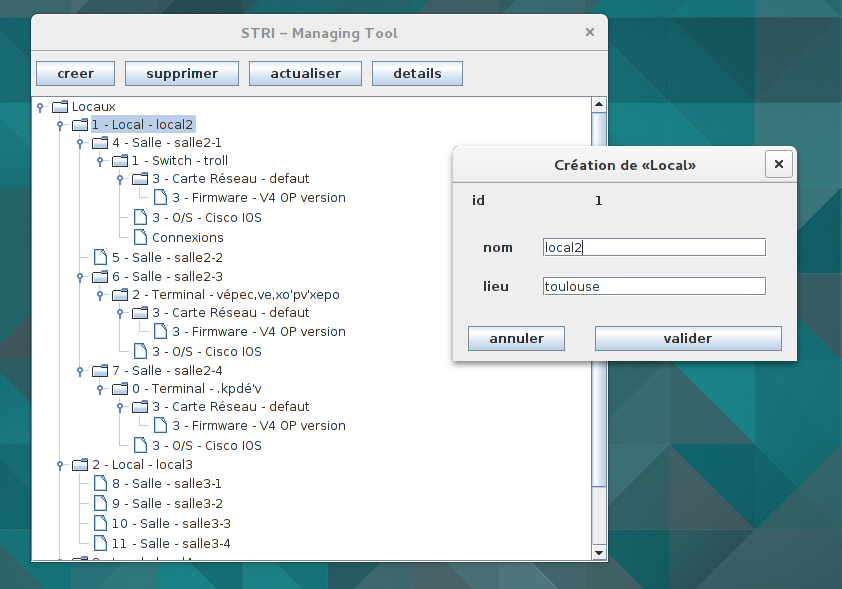 STRI – Managing Tool
creer
supprimer
actualiser
details
Locaux
1 - Local - local2
4 - Salle - salle2-1
1 - Switch - troll
3 - Carte Réseau - defaut
3 - Firmware - V4 OP version
3 - O/S - Cisco IOS
Connexions
5 - Salle - salle2-2
6 - Salle - salle2-3
2 - Terminal - vépec,ve,xo'pv'xepo
3 - Carte Réseau - defaut
3 - Firmware - V4 OP version
3 - O/S - Cisco IOS
7 - Salle - salle2-4
0 - Terminal - .kpdé'v
3 - Carte Réseau - defaut
3 - Firmware - V4 OP version
3 - O/S - Cisco IOS
2 - Local - local3
8 - Salle - salle3-1
9 - Salle - salle3-2
10 - Salle - salle3-3
11 - Salle - salle3-4
Création de «Local»
id 1
nom local2
lieu toulouse
annuler valider